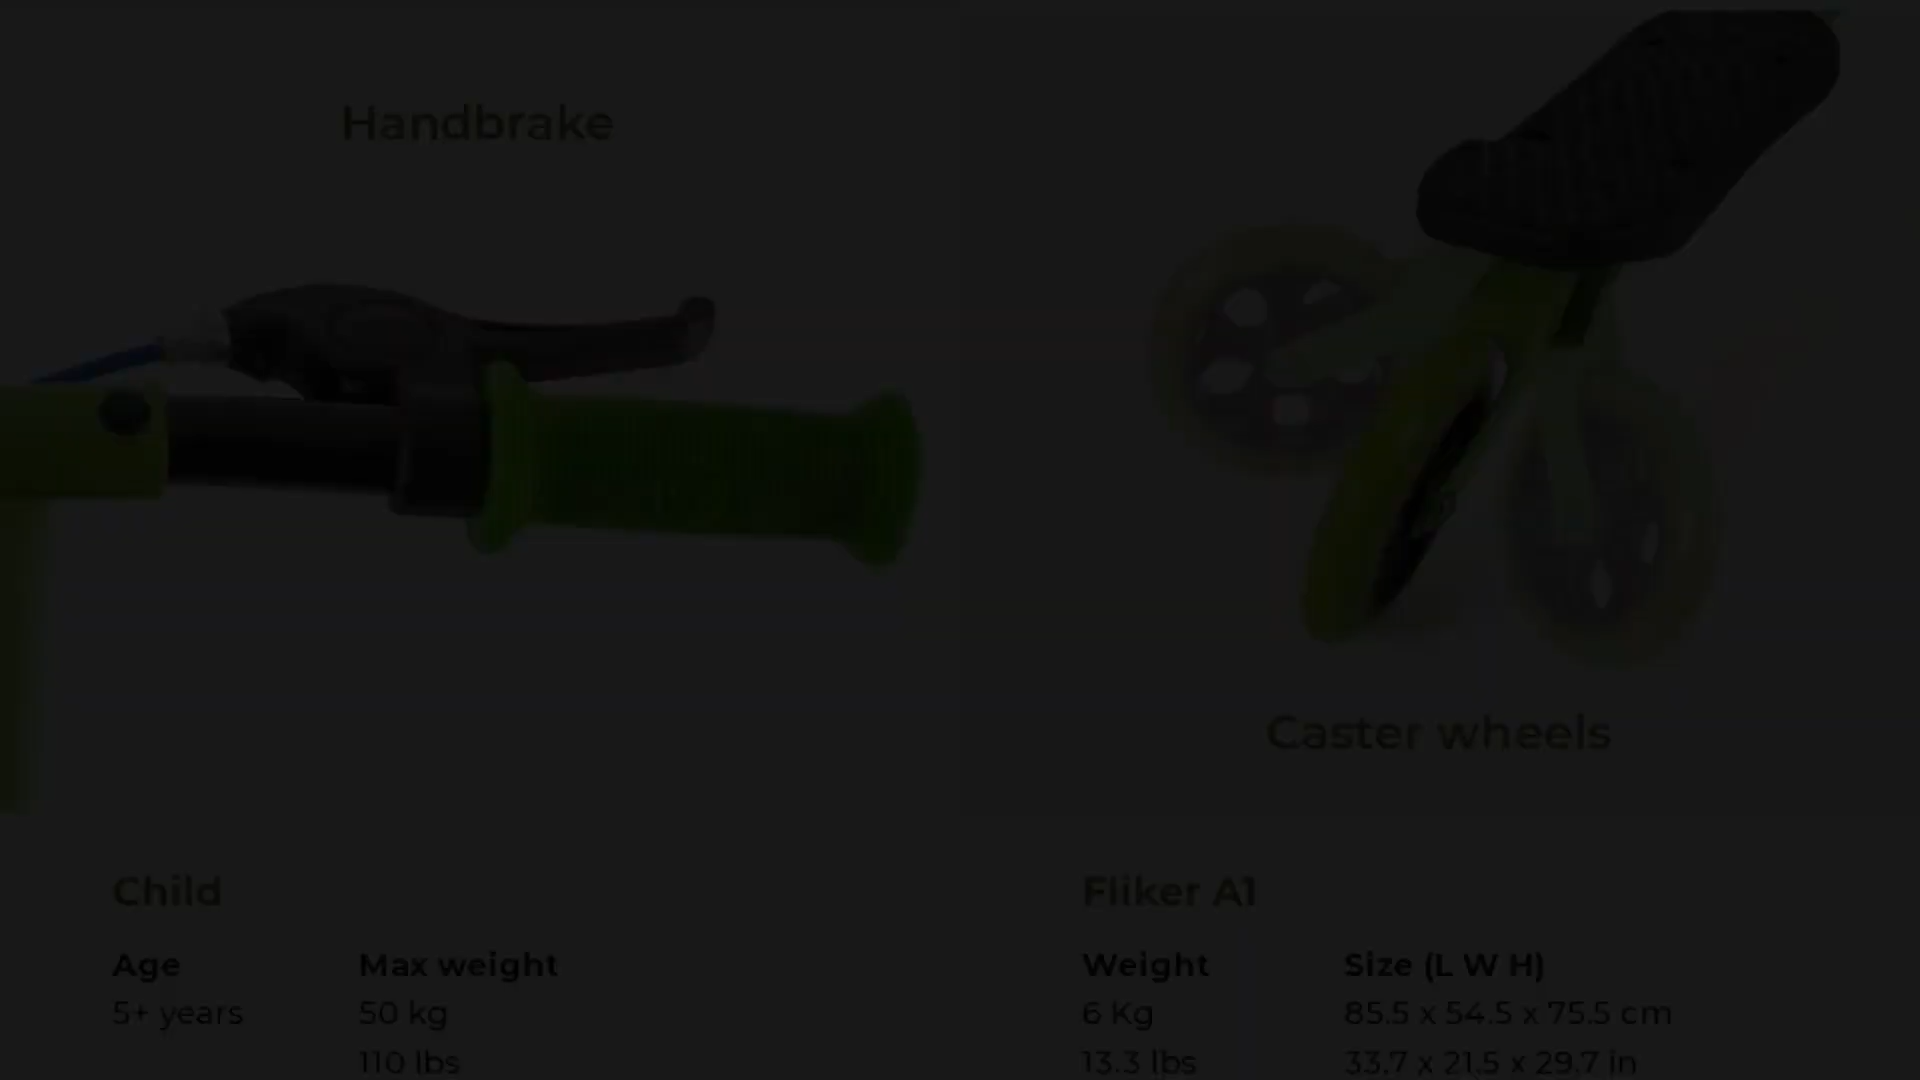 Handbrake
Caster wheels
Child
Age
Max weight
5+ years
50 kg
110 lbs
Fliker A1
Weight
Size (L W H)
6 Kg
85.5 x 54.5 x 75.5 cm
13.3 lbs
33.7 x 21.5 x 29.7 in